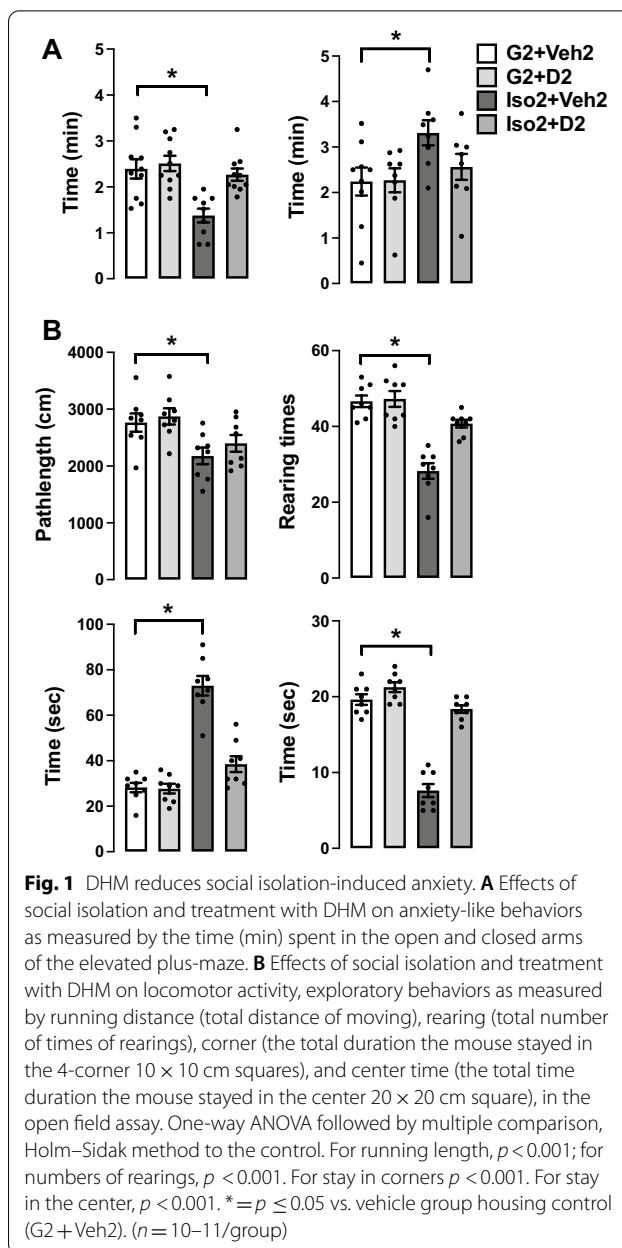 A
*
*
G2+Veh2
G2+D2
Iso2+Veh2
Iso2+D2
5
4
3
2
1
0
Time (min)
5
4
3
2
1
0
Time (min)
B
*
4000
3000
2000
1000
0
Pathlength (cm)
*
60
40
20
0
Rearing times
*
100
80
60
40
20
0
Time (sec)
*
30
20
10
0
Time (sec)
Fig. 1 DHM reduces social isolation-induced anxiety. A Effects of
social isolation and treatment with DHM on anxiety-like behaviors
as measured by the time (min) spent in the open and closed arms
of the elevated plus-maze. B Effects of social isolation and treatment
with DHM on locomotor activity, exploratory behaviors as measured
by running distance (total distance of moving), rearing (total number
of times of rearings), corner (the total duration the mouse stayed in
the 4-corner 10 × 10 cm squares), and center time (the total time
duration the mouse stayed in the center 20 × 20 cm square), in the
open field assay. One-way ANOVA followed by multiple comparison,
Holm–Sidak method to the control. For running length, p < 0.001; for
numbers of rearings, p < 0.001. For stay in corners p < 0.001. For stay
in the center, p < 0.001. * = p ≤ 0.05 vs. vehicle group housing control
(G2 + Veh2). (n = 10–11/group)